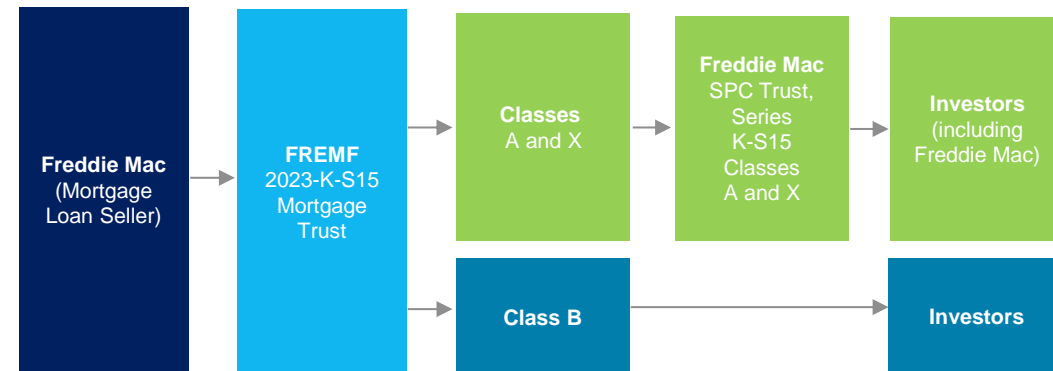 Freddie Mac
(Mortgage
Loan Seller)
FREMF
2023-K-S15
Mortgage
Trust
Classes
A and X
Freddie Mac
SPC Trust,
Series
K-S15
Classes
A and X
Investors
(including
Freddie Mac)
Class B
Investors